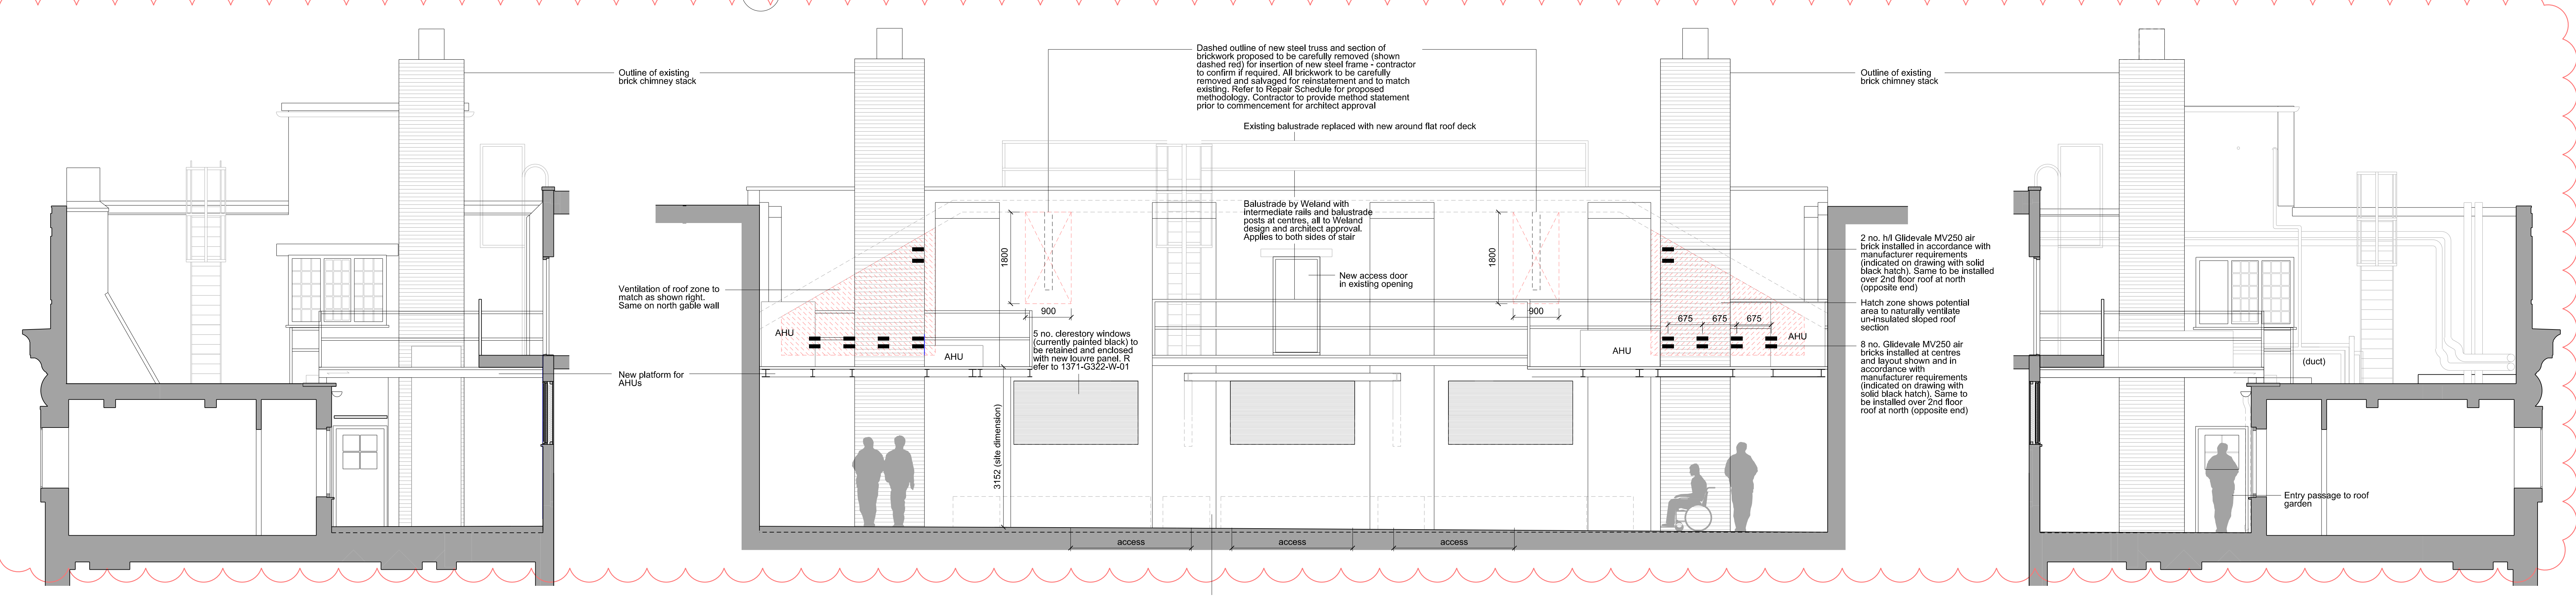 Outline of existing
brick chimney stack
Ventilation of roof zone to
match as shown right.
Same on north gable wall
New platform for
AHUs
Dashed outline of new steel truss and section of
brickwork proposed to be carefully removed (shown
dashed red) for insertion of new steel frame - contractor
to confirm if required. All brickwork to be carefully
removed and salvaged for reinstatement and to match
existing. Refer to Repair Schedule for proposed
methodology. Contractor to provide method statement
prior to commencement for architect approval
Existing balustrade replaced with new around flat roof deck
Balustrade by Weland with
intermediate rails and balustrade
posts at centres, all to Weland
design and architect approval.
Applies to both sides of stair
New access door
in existing opening
1800
900
1800
900
5 no. clerestory windows
(currently painted black) to
be retained and enclosed
with new louvre panel. R
efer to 1371-G322-W-01
AHU
AHU
AHU
AHU
675
675
675
3152 (site dimension)
access
access
access
Outline of existing
brick chimney stack
2 no. h/l Glidevale MV250 air
brick installed in accordance with
manufacturer requirements
(indicated on drawing with solid
black hatch). Same to be installed
over 2nd floor roof at north
(opposite end)
Hatch zone shows potential
area to naturally ventilate
un-insulated sloped roof
section
8 no. Glidevale MV250 air
bricks installed at centres
and layout shown and in
accordance with
manufacturer requirements
(indicated on drawing with
solid black hatch). Same to
be installed over 2nd floor
roof at north (opposite end)
(duct)
Entry passage to roof
garden